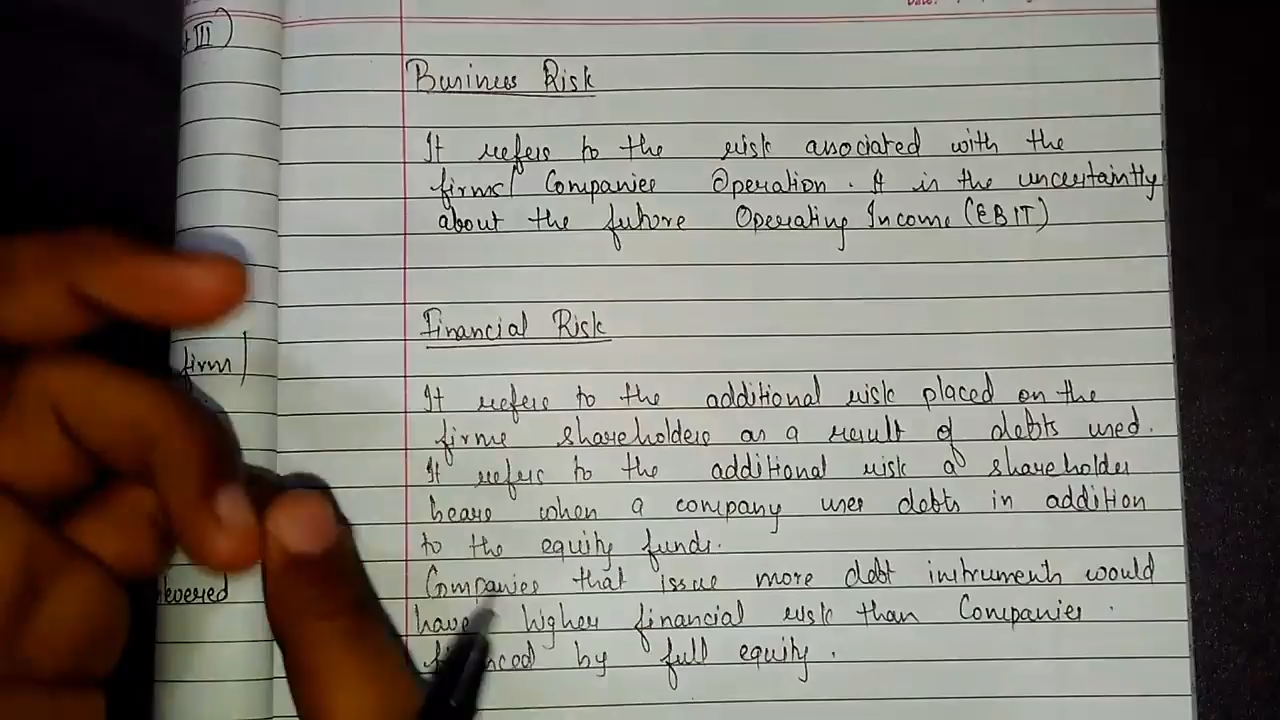 III)
Date:
Business Risk
It refers to the risk associated with the
firms/ Companies Operation. It is the uncertaintly
about the future Operating Income (EBIT)
Financial Risk
firm)
It refers to the additional risk placed on the
firms shareholders as a result of debts used.
It refers to the additional risk a shareholder
bears when a company uses debts in addition
to the equity funds.
levered
Companies that issue more debt instruments would
have higher financial risk than Companies
financed by full equity.